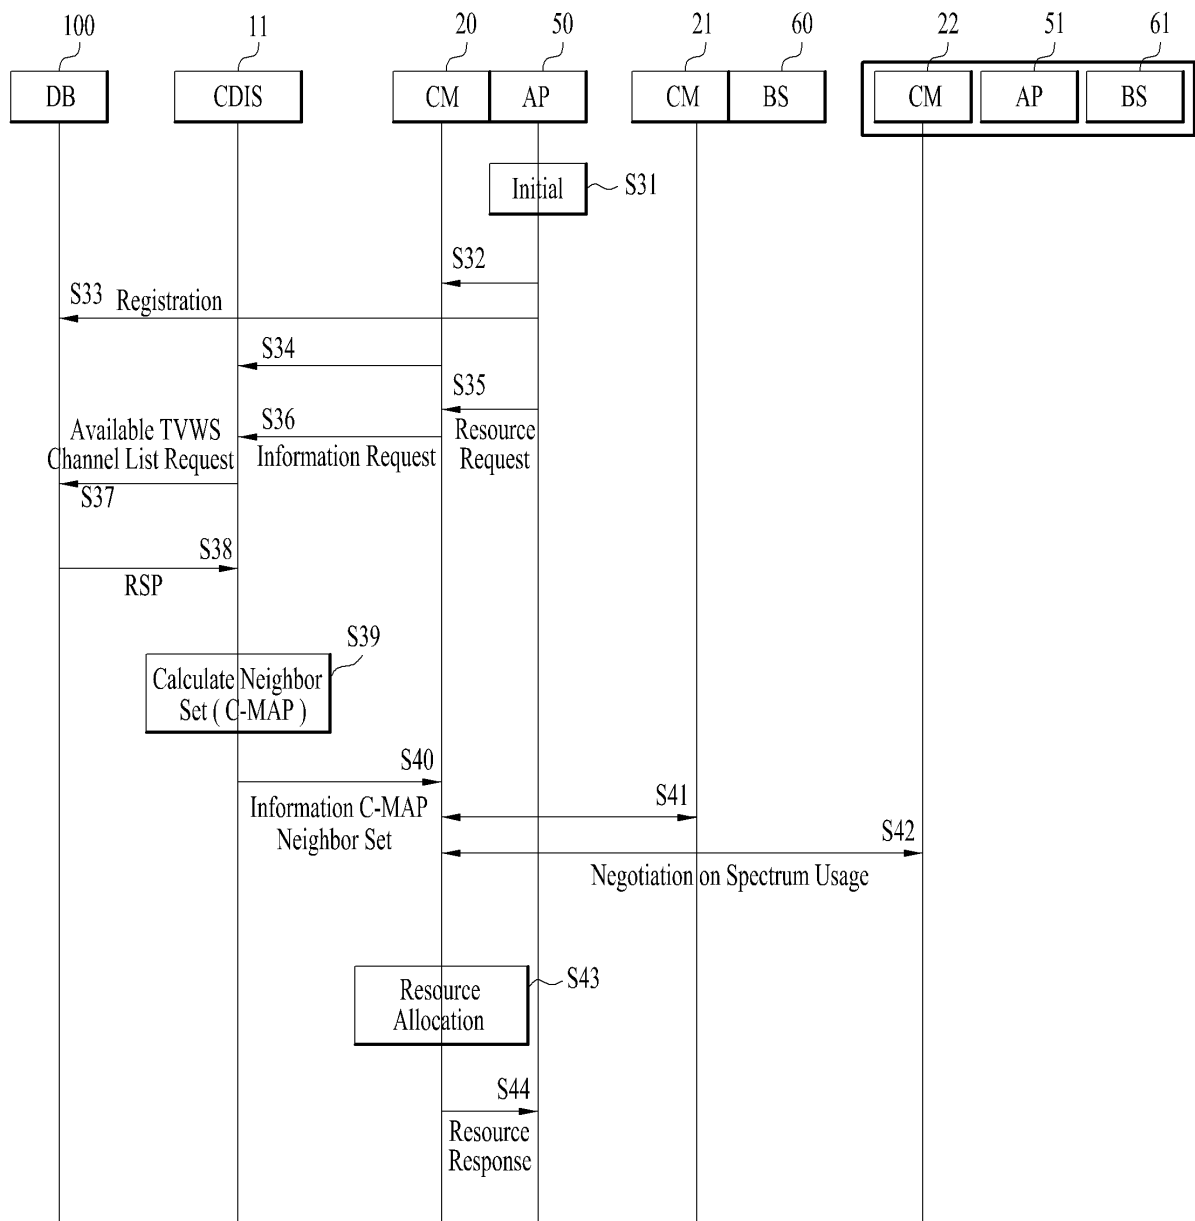 100
11
20
50
21
60
22
51
61
DB
CDIS
CM
AP
CM
BS
CM
AP
BS
Initial
S31
S32
S33
Registration
S34
S35
Resource
Request
S36
Information Request
Available TVWS
Channel List Request
S37
S38
RSP
S39
Calculate Neighbor
Set ( C-MAP )
S40
Information C-MAP
Neighbor Set
S41
S42
Negotiation on Spectrum Usage
Resource
Allocation
S43
S44
Resource
Response